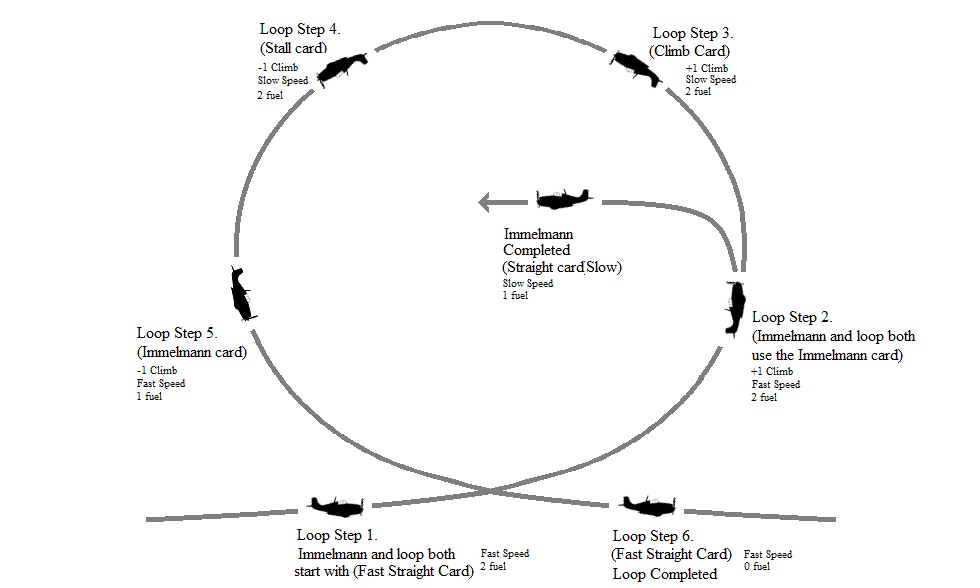 Loop Step 4.
(Stall card)
-1 Climb
Slow Speed
2 fuel
Loop Step 3.
(Climb Card)
+1 Climb
Slow Speed
2 fuel
Immelmann
Completed
(Straight card Slow)
Slow Speed
1 fuel
Loop Step 2.
(Immelmann and loop both
use the Immelmann card)
+1 Climb
Fast Speed
2 fuel
Loop Step 5.
(Immelmann card)
-1 Climb
Fast Speed
1 fuel
Loop Step 1.
Immelmann and loop both
start with (Fast Straight Card)
Fast Speed
2 fuel
Loop Step 6.
(Fast Straight Card)
Loop Completed
Fast Speed
0 fuel